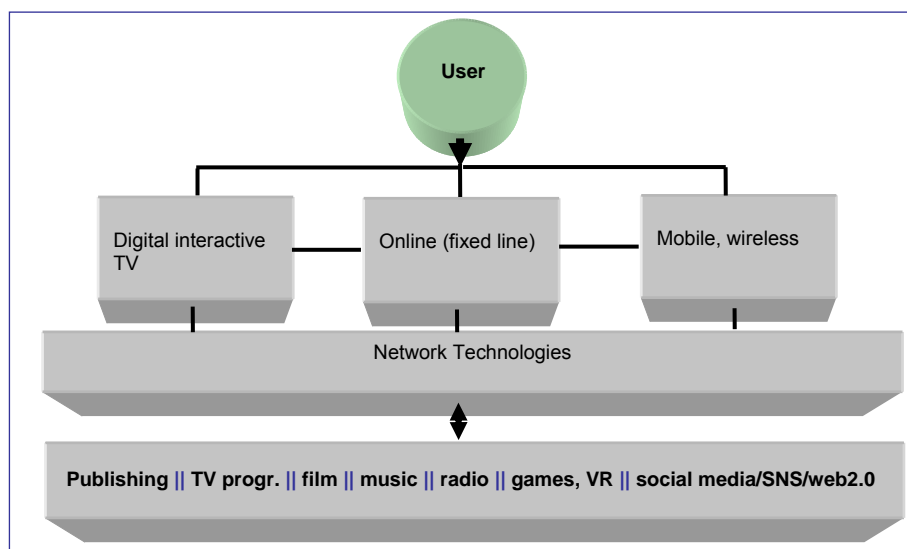 User
Digital interactive
TV
Online (fixed line)
Mobile, wireless
Network Technologies
Publishing || TV progr. || film || music || radio || games, VR || social media/SNS/web2.0